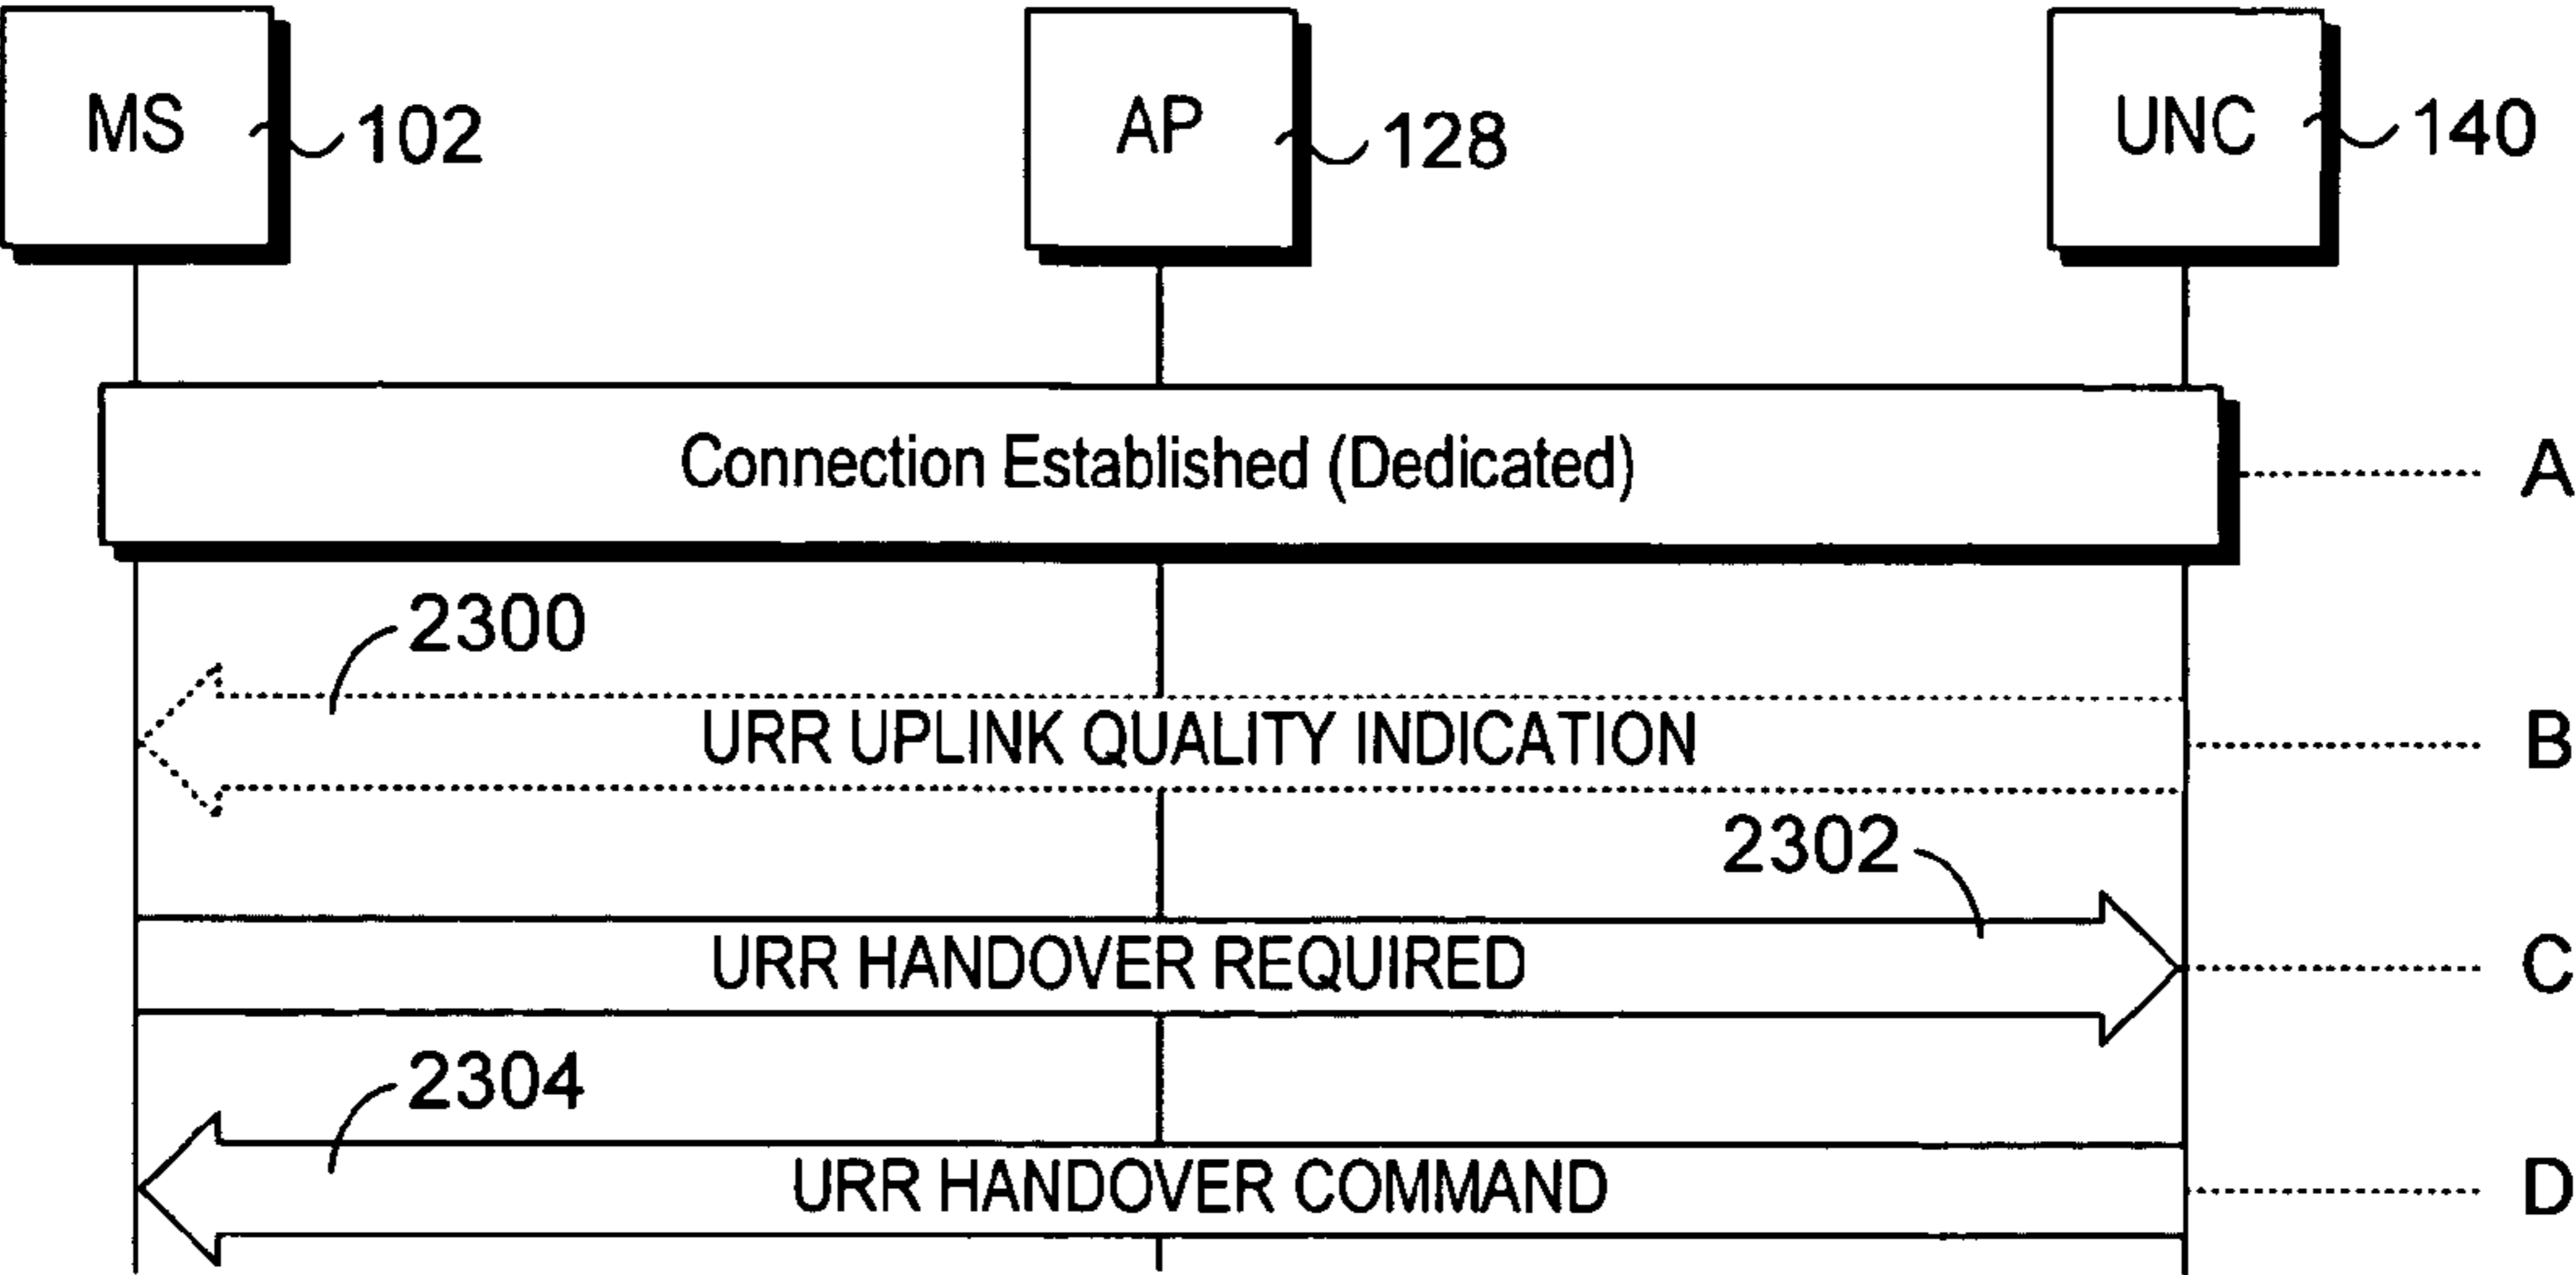 MS
102
AP
128
UNC
140
Connection Established (Dedicated)
A
2300
URR UPLINK QUALITY INDICATION
B
2302
URR HANDOVER REQUIRED
C
2304
URR HANDOVER COMMAND
D